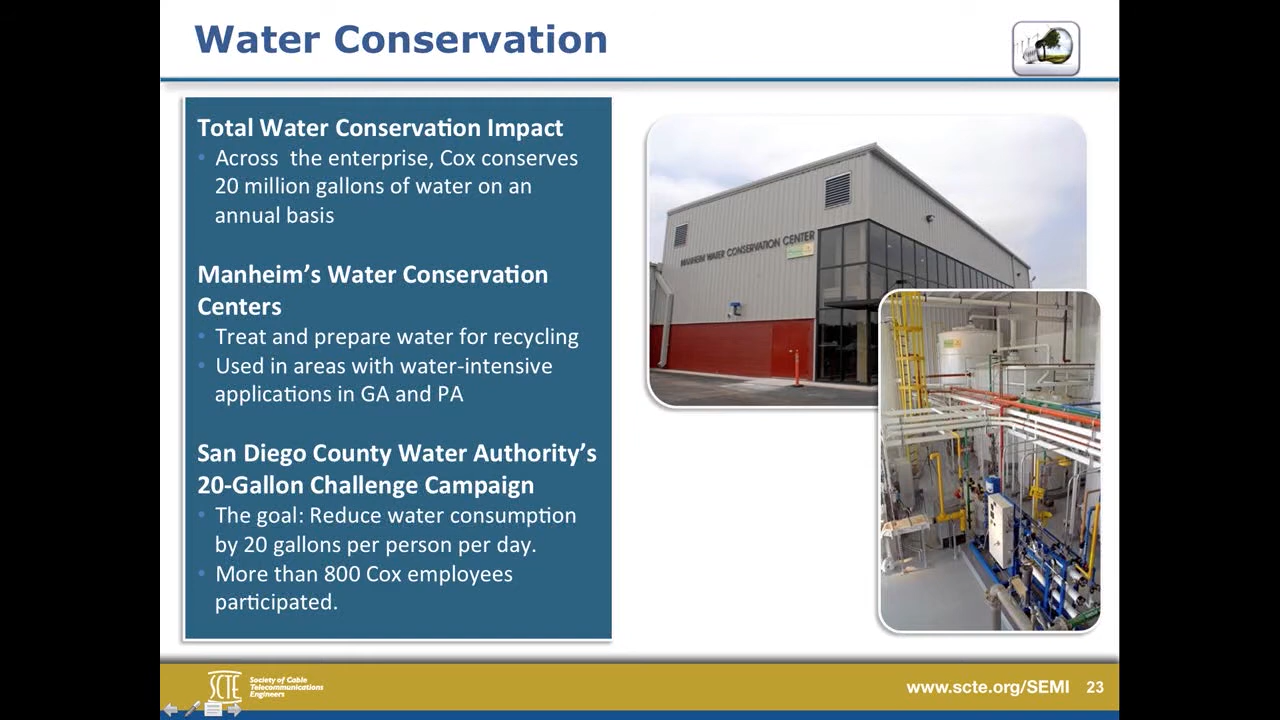 Water Conservation
Total Water Conservation Impact
• Across  the enterprise, Cox conserves
20 million gallons of water on an
annual basis
Manheim’s Water Conservation
Centers
• Treat and prepare water for recycling
• Used in areas with water-intensive
applications in GA and PA
San Diego County Water Authority’s
20-Gallon Challenge Campaign
• The goal: Reduce water consumption
by 20 gallons per person per day.
• More than 800 Cox employees
participated.
MANHEIM WATER CONSERVATION CENTER
SCTE
Society of Cable
Telecommunications
Engineers
www.scte.org/SEMI 23